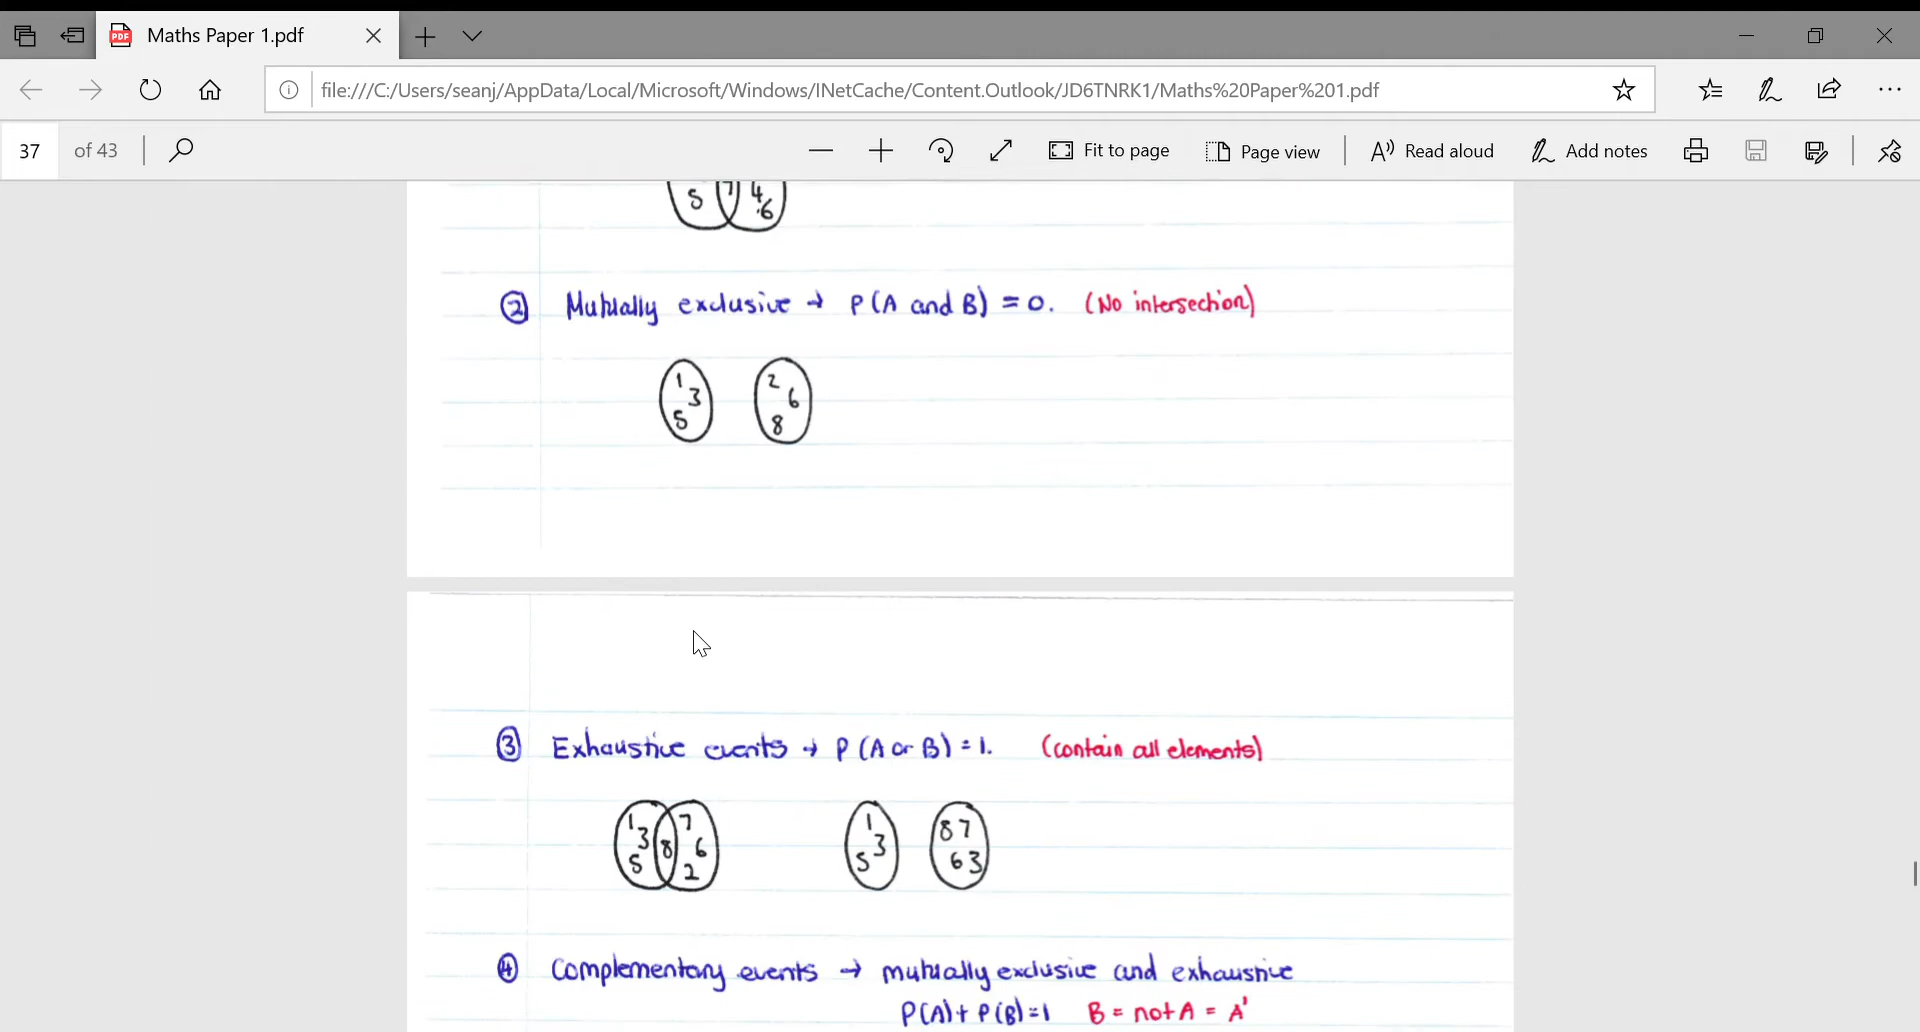 Maths Paper 1.pdf
file:///C:/Users/seanj/AppData/Local/Microsoft/Windows/INetCache/Content.Outlook/JD6TNRK1/Maths%20Paper%201.pdf
37 of 43 Fit to page Page view Read aloud Add notes
5 7 4
6
② Mutually exclusive → P(A and B) = 0. (No intersection)
1 2
3 6
5 8
③ Exhaustive events → P(A or B) = 1. (contain all elements)
1 7 1 8 7
3 8 6 3
5 2 5 6 3
④ Complementary events → mutually exclusive and exhaustive
P(A) + P(B) = 1 B = not A = A'